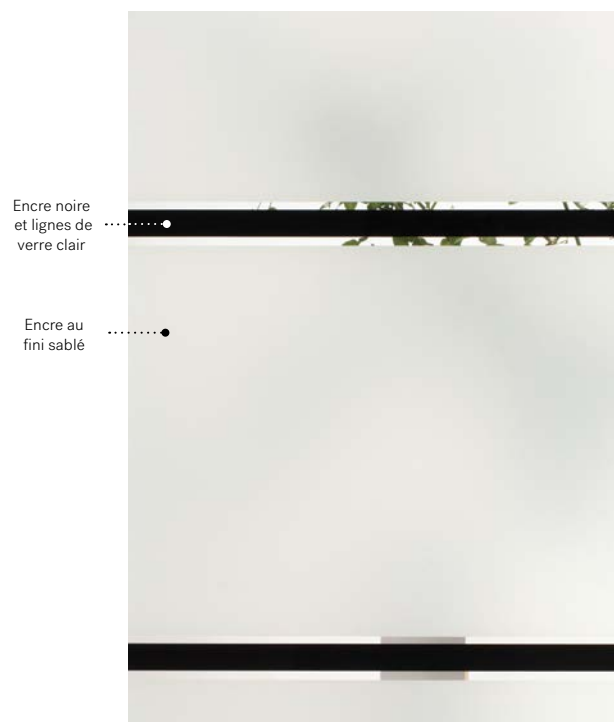 Encre noire
et lignes de
verre clair
Encre au
fini sablé